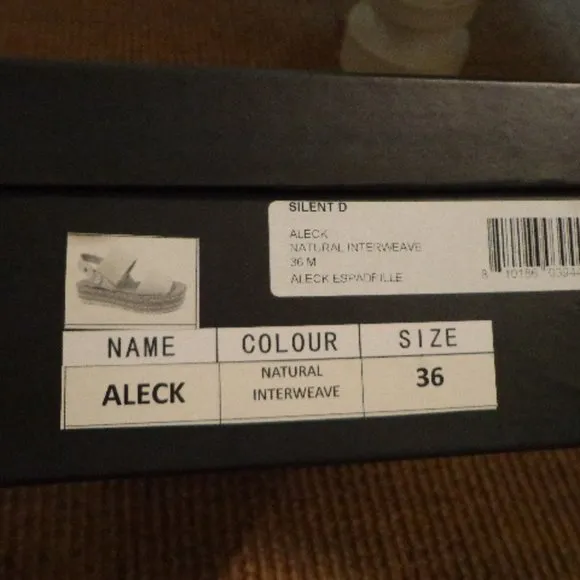 SILENT D
ALECK
NATURAL INTERWEAVE
36 M
ALECK ESPADRILLE
NAME COLOUR SIZE
ALECK NATURAL INTERWEAVE 36